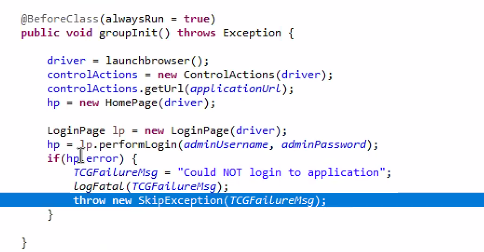 @BeforeClass(alwaysRun = true)
public void groupInit() throws Exception {
driver = launchbrowser();
controlActions = new ControlActions(driver);
controlActions.getUrl(applicationUrl);
hp = new HomePage(driver);
LoginPage lp = new LoginPage(driver);
hp = lp.performLogin(adminUsername, adminPassword);
if(hp.error) {
TCGFailureMsg = "Could NOT login to application";
logFatal(TCGFailureMsg);
throw new SkipException(TCGFailureMsg);
}
}